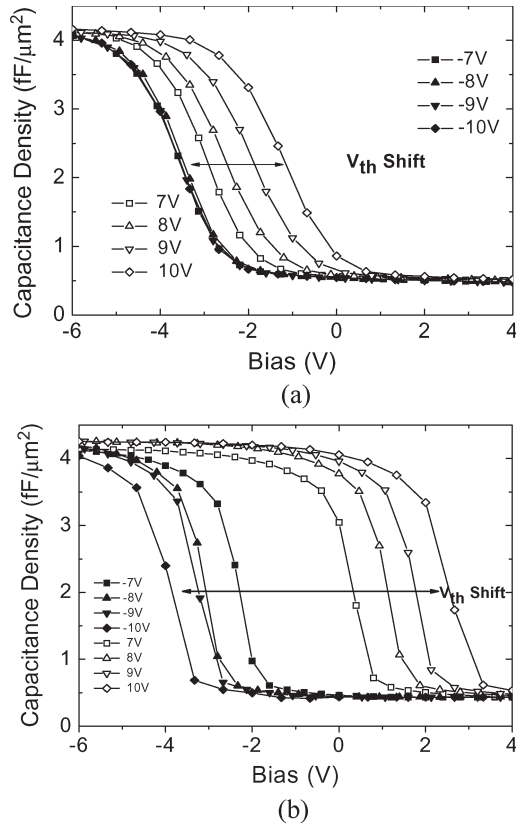 Capacitance Density (fF/μm²)
4
3
2
1
0
-7V
-8V
-9V
-10V
Vth Shift
7V
8V
9V
10V
-6 -4 -2 0 2 4
Bias (V)
(a)
Capacitance Density (fF/μm²)
4
3
2
1
0
-7V
-8V
-9V
-10V
7V
8V
9V
10V
Vth Shift
-6 -4 -2 0 2 4
Bias (V)
(b)